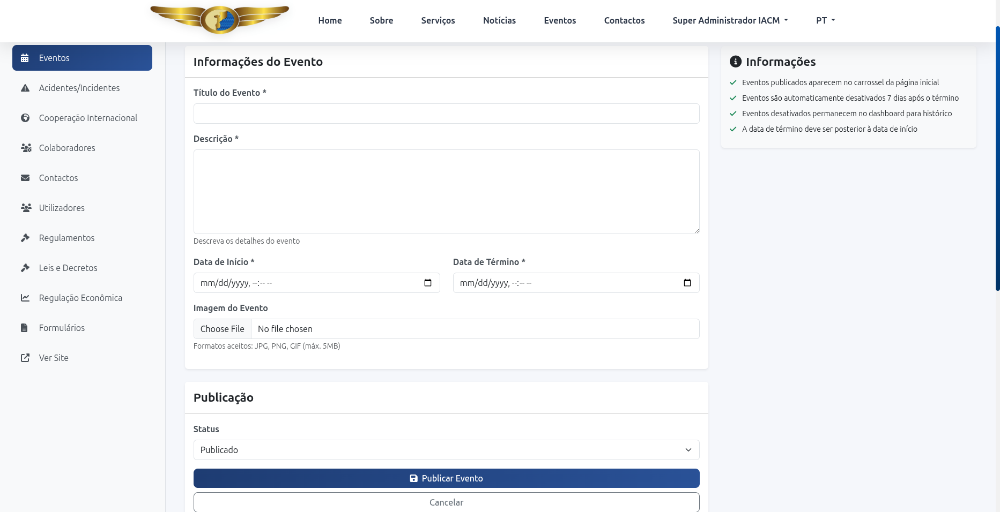 Home
Sobre
Serviços
Notícias
Eventos
Contactos
Super Administrador IACM
PT
Eventos
Acidentes/Incidentes
Cooperação Internacional
Colaboradores
Contactos
Utilizadores
Regulamentos
Leis e Decretos
Regulação Econômica
Formulários
Ver Site
Informações do Evento
Título do Evento *
Descrição *
Descreva os detalhes do evento
Data de Início *
mm/dd/yyyy, --:-- --
Data de Término *
mm/dd/yyyy, --:-- --
Imagem do Evento
Choose File No file chosen
Formatos aceitos: JPG, PNG, GIF (máx. 5MB)
Publicação
Status
Publicado
Publicar Evento
Cancelar
Informações
Eventos publicados aparecem no carrossel da página inicial
Eventos são automaticamente desativados 7 dias após o término
Eventos desativados permanecem no dashboard para histórico
A data de término deve ser posterior à data de início